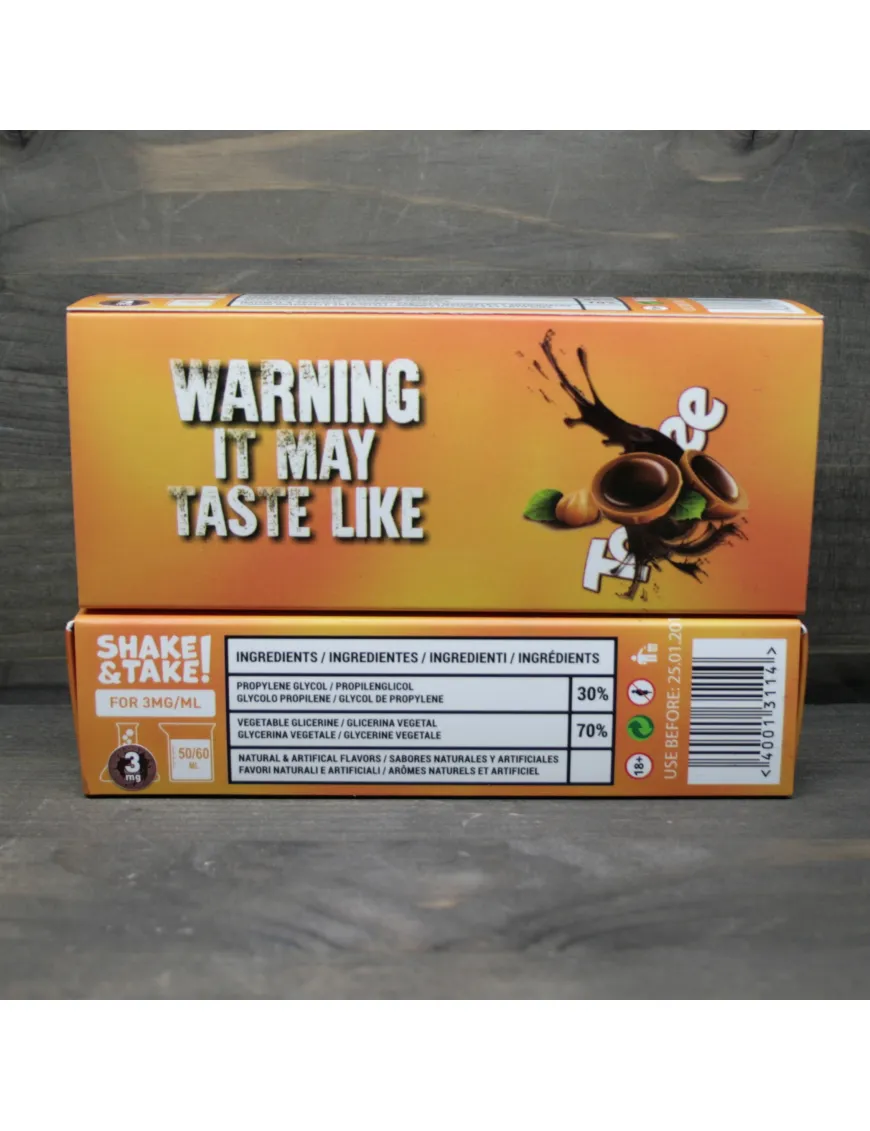 WARNING
IT MAY
TASTE LIKE
SHAKE
&TAKE!
FOR 3MG/ML
3
mg
50/60
ML
INGREDIENTS / INGREDIENTES / INGREDIENTI / INGRÉDIENTS
PROPYLENE GLYCOL / PROPILENGLICOL
GLYCOLO PROPILENE / GLYCOL DE PROPYLENE
30%
VEGETABLE GLICERINE / GLICERINA VEGETAL
GLYCERINA VEGETALE / GLYCERINE VEGETALE
70%
NATURAL & ARTIFICAL FLAVORS / SABORES NATURALES Y ARTIFICIALES
FAVORI NATURALI E ARTIFICIALI / ARÔMES NATURELS ET ARTIFICIEL
18+
USE BEFORE: 25.01.20
<4001311​4>